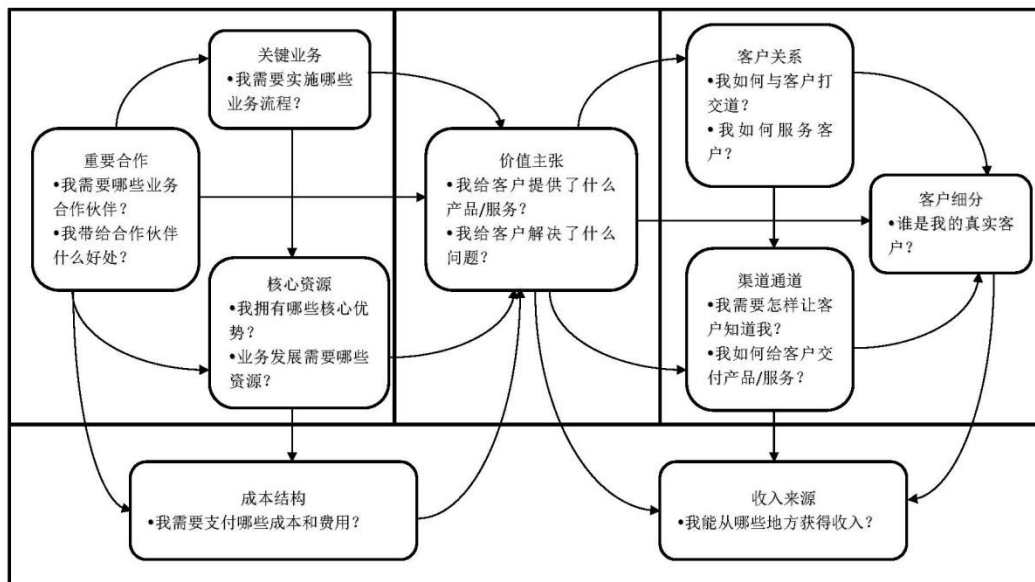 关键业务
•我需要实施哪些
业务流程？
重要合作
•我需要哪些业务
合作伙伴？
•我带给合作伙伴
什么好处？
核心资源
•我拥有哪些核心优
势？
•业务发展需要哪些
资源？
价值主张
•我给客户提供了什么
产品/服务？
•我给客户解决了什么
问题？
客户关系
•我如何与客户打
交道？
•我如何服务客
户？
客户细分
•谁是我的真实客
户？
渠道通道
•我需要怎样让客
户知道我？
•我如何给客户交
付产品/服务？
成本结构
•我需要支付哪些成本和费用？
收入来源
•我能从哪些地方获得收入？